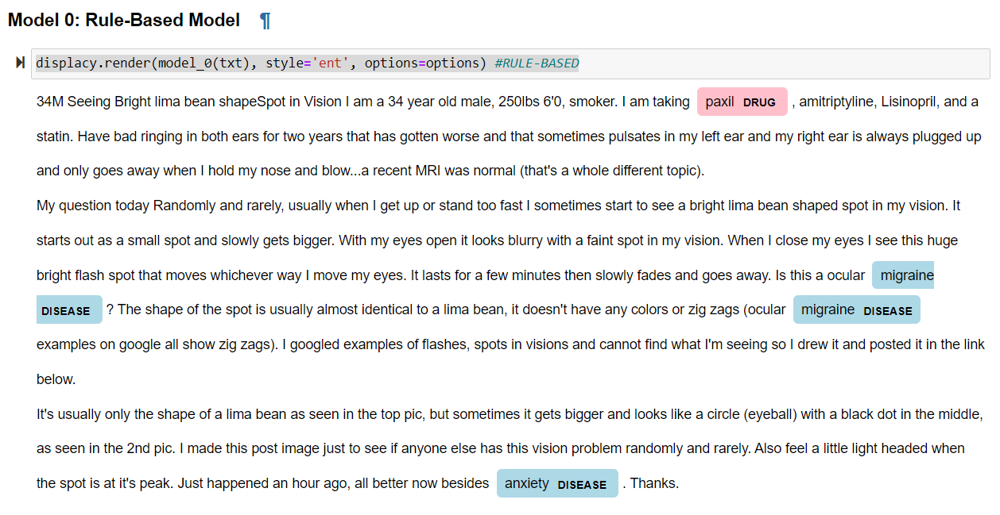 Model 0: Rule-Based Model ¶
displacy.render(model_0(txt), style='ent', options=options) #RULE-BASED
34M Seeing Bright lima bean shapeSpot in Vision I am a 34 year old male, 250lbs 6'0, smoker. I am taking paxil DRUG , amitriptyline, Lisinopril, and a
statin. Have bad ringing in both ears for two years that has gotten worse and that sometimes pulsates in my left ear and my right ear is always plugged up
and only goes away when I hold my nose and blow...a recent MRI was normal (that's a whole different topic).
My question today Randomly and rarely, usually when I get up or stand too fast I sometimes start to see a bright lima bean shaped spot in my vision. It
starts out as a small spot and slowly gets bigger. With my eyes open it looks blurry with a faint spot in my vision. When I close my eyes I see this huge
bright flash spot that moves whichever way I move my eyes. It lasts for a few minutes then slowly fades and goes away. Is this a ocular migraine
DISEASE ? The shape of the spot is usually almost identical to a lima bean, it doesn't have any colors or zig zags (ocular migraine DISEASE
examples on google all show zig zags). I googled examples of flashes, spots in visions and cannot find what I'm seeing so I drew it and posted it in the link
below.
It's usually only the shape of a lima bean as seen in the top pic, but sometimes it gets bigger and looks like a circle (eyeball) with a black dot in the middle,
as seen in the 2nd pic. I made this post image just to see if anyone else has this vision problem randomly and rarely. Also feel a little light headed when
the spot is at it's peak. Just happened an hour ago, all better now besides anxiety DISEASE . Thanks.